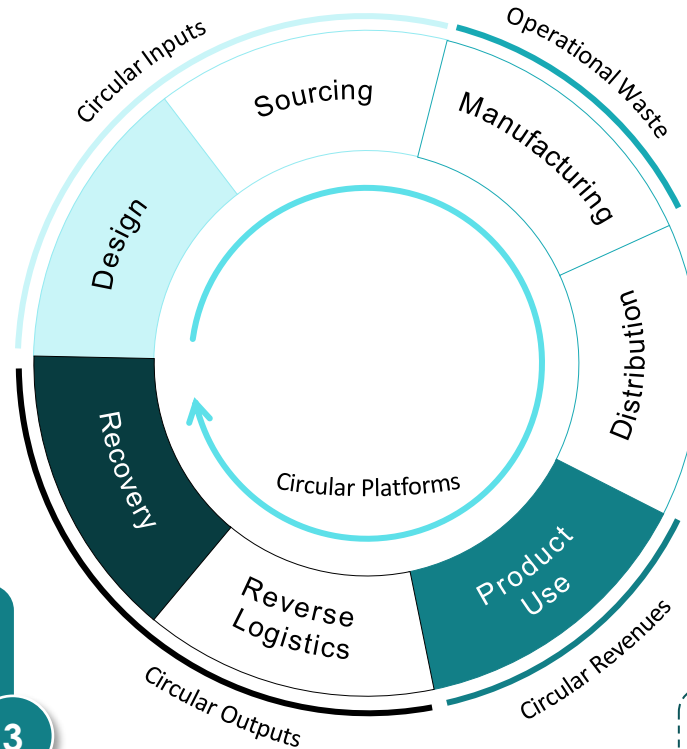 Circular Inputs
Operational Waste
Sourcing
Manufacturing
Design
Distribution
Recovery
Circular Platforms
Product
Use
Reverse
Logistics
Circular Revenues
Circular Outputs
3